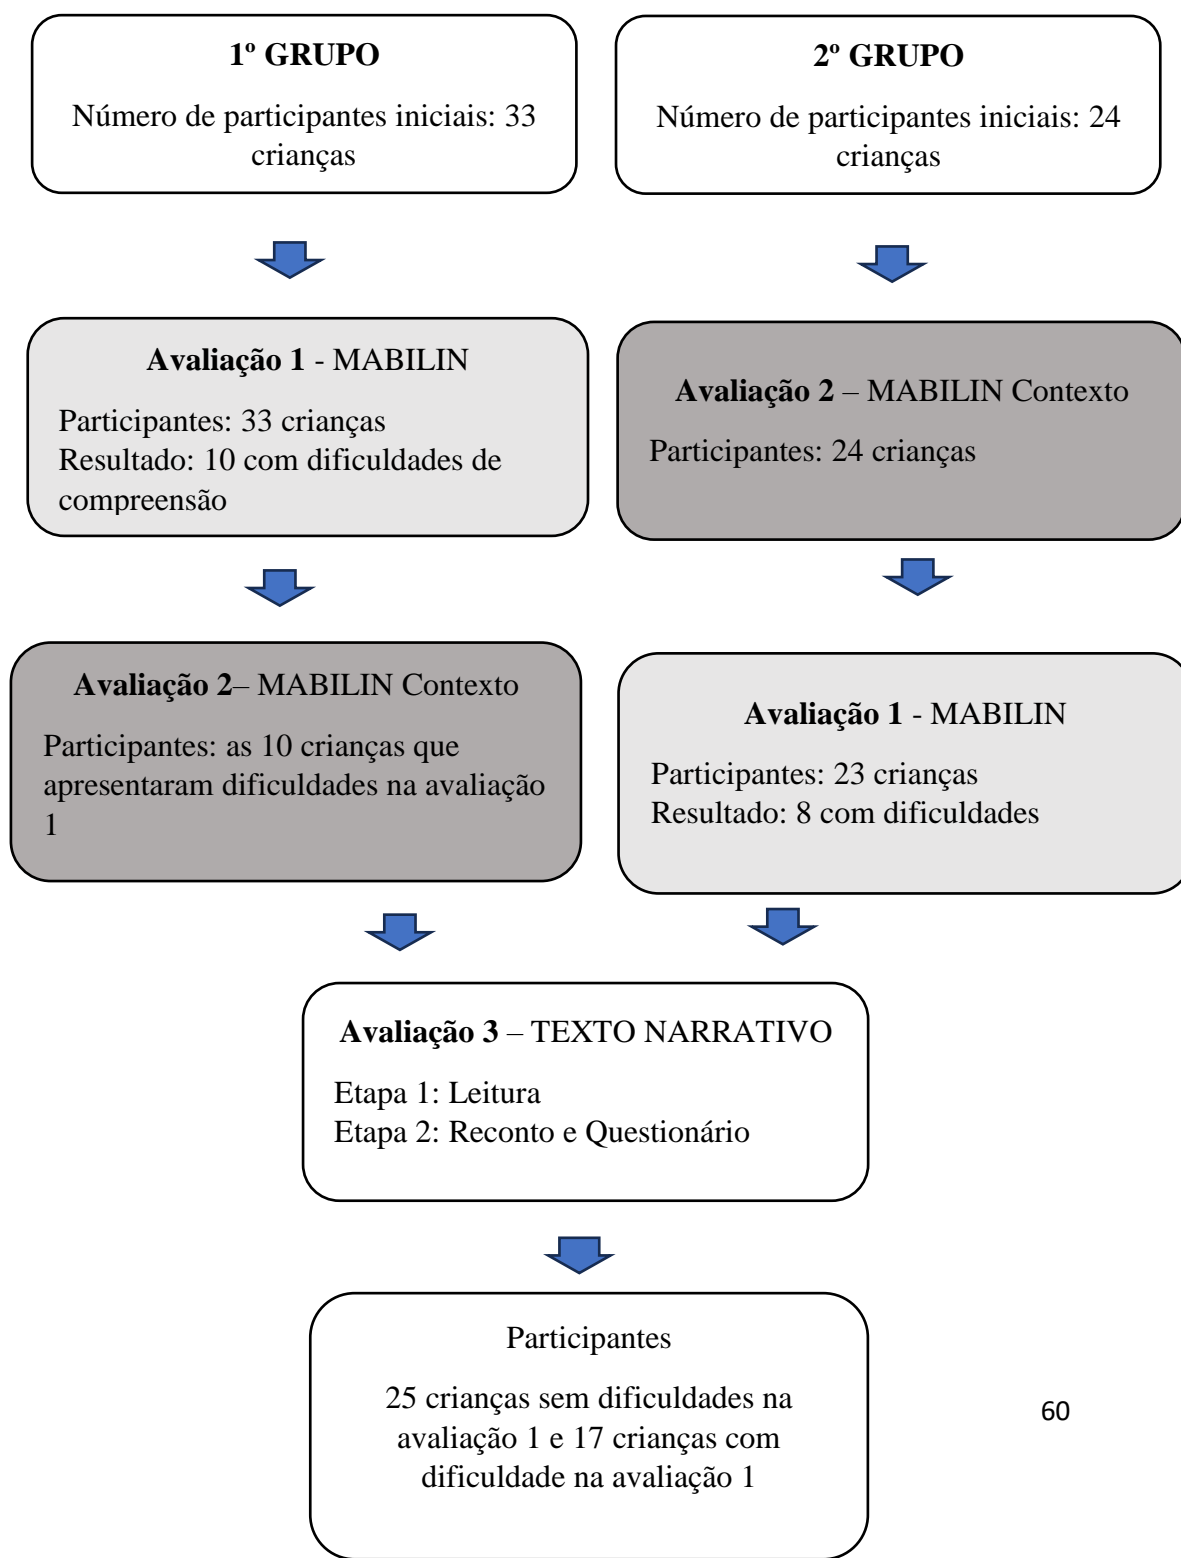 1º GRUPO
Número de participantes iniciais: 33
crianças
2º GRUPO
Número de participantes iniciais: 24
crianças
Avaliação 1 - MABILIN
Participantes: 33 crianças
Resultado: 10 com dificuldades de
compreensão
Avaliação 2 – MABILIN Contexto
Participantes: 24 crianças
Avaliação 2– MABILIN Contexto
Participantes: as 10 crianças que
apresentaram dificuldades na avaliação
1
Avaliação 1 - MABILIN
Participantes: 23 crianças
Resultado: 8 com dificuldades
Avaliação 3 – TEXTO NARRATIVO
Etapa 1: Leitura
Etapa 2: Reconto e Questionário
Participantes
25 crianças sem dificuldades na
avaliação 1 e 17 crianças com
dificuldade na avaliação 1
60